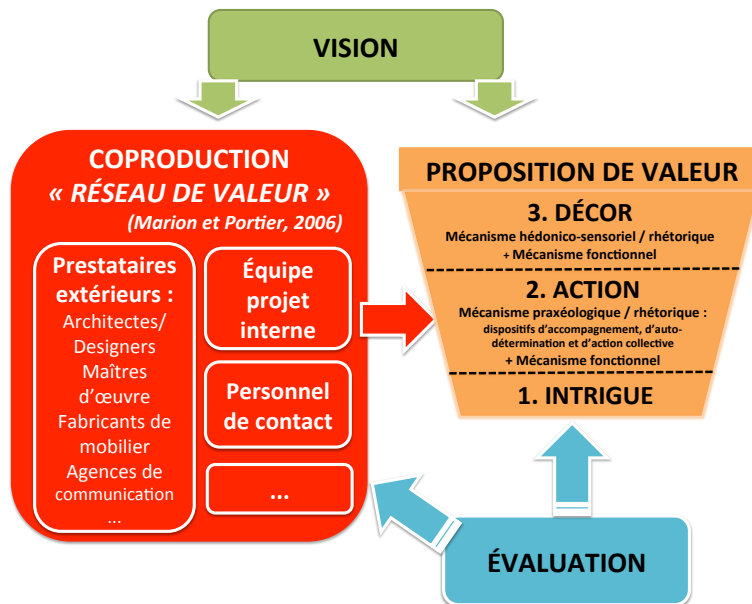 VISION
COPRODUCTION
« RÉSEAU DE VALEUR »
(Marion et Portier, 2006)
Prestataires
extérieurs :
Architectes/
Designers
Maîtres
d’œuvre
Fabricants de
mobilier
Agences de
communication
...
Équipe
projet
interne
Personnel
de contact
...
PROPOSITION DE VALEUR
3. DÉCOR
Mécanisme hédonico-sensoriel / rhétorique
+ Mécanisme fonctionnel
2. ACTION
Mécanisme praxéologique / rhétorique :
dispositifs d’accompagnement, d’auto-
détermination et d’action collective
+ Mécanisme fonctionnel
1. INTRIGUE
ÉVALUATION